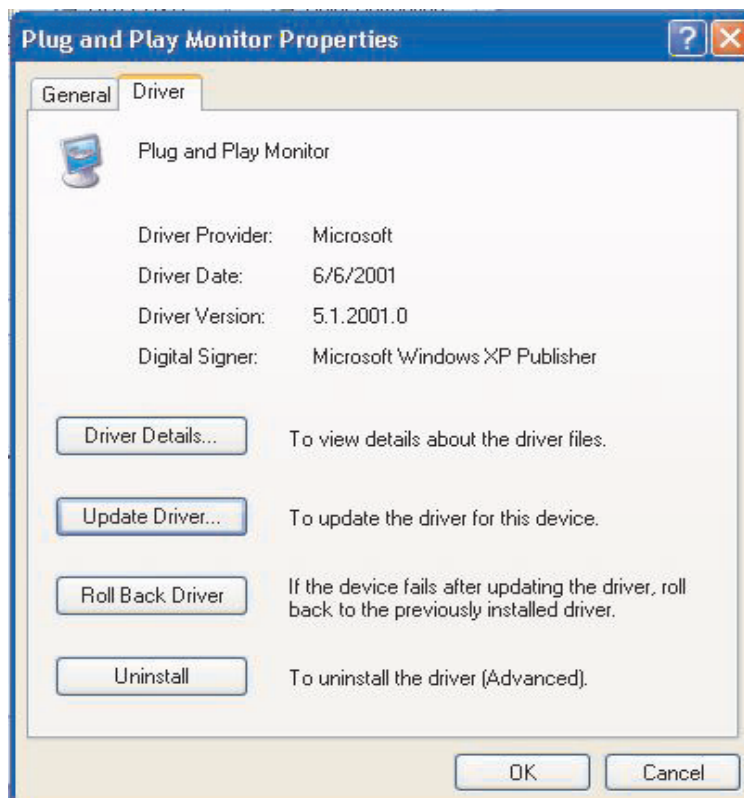 Plug and Play Monitor Properties
General
Driver
Plug and Play Monitor
Driver Provider: Microsoft
Driver Date: 6/6/2001
Driver Version: 5.1.2001.0
Digital Signer: Microsoft Windows XP Publisher
Driver Details... To view details about the driver files.
Update Driver... To update the driver for this device.
Roll Back Driver If the device fails after updating the driver, roll
back to the previously installed driver.
Uninstall To uninstall the driver (Advanced).
OK Cancel